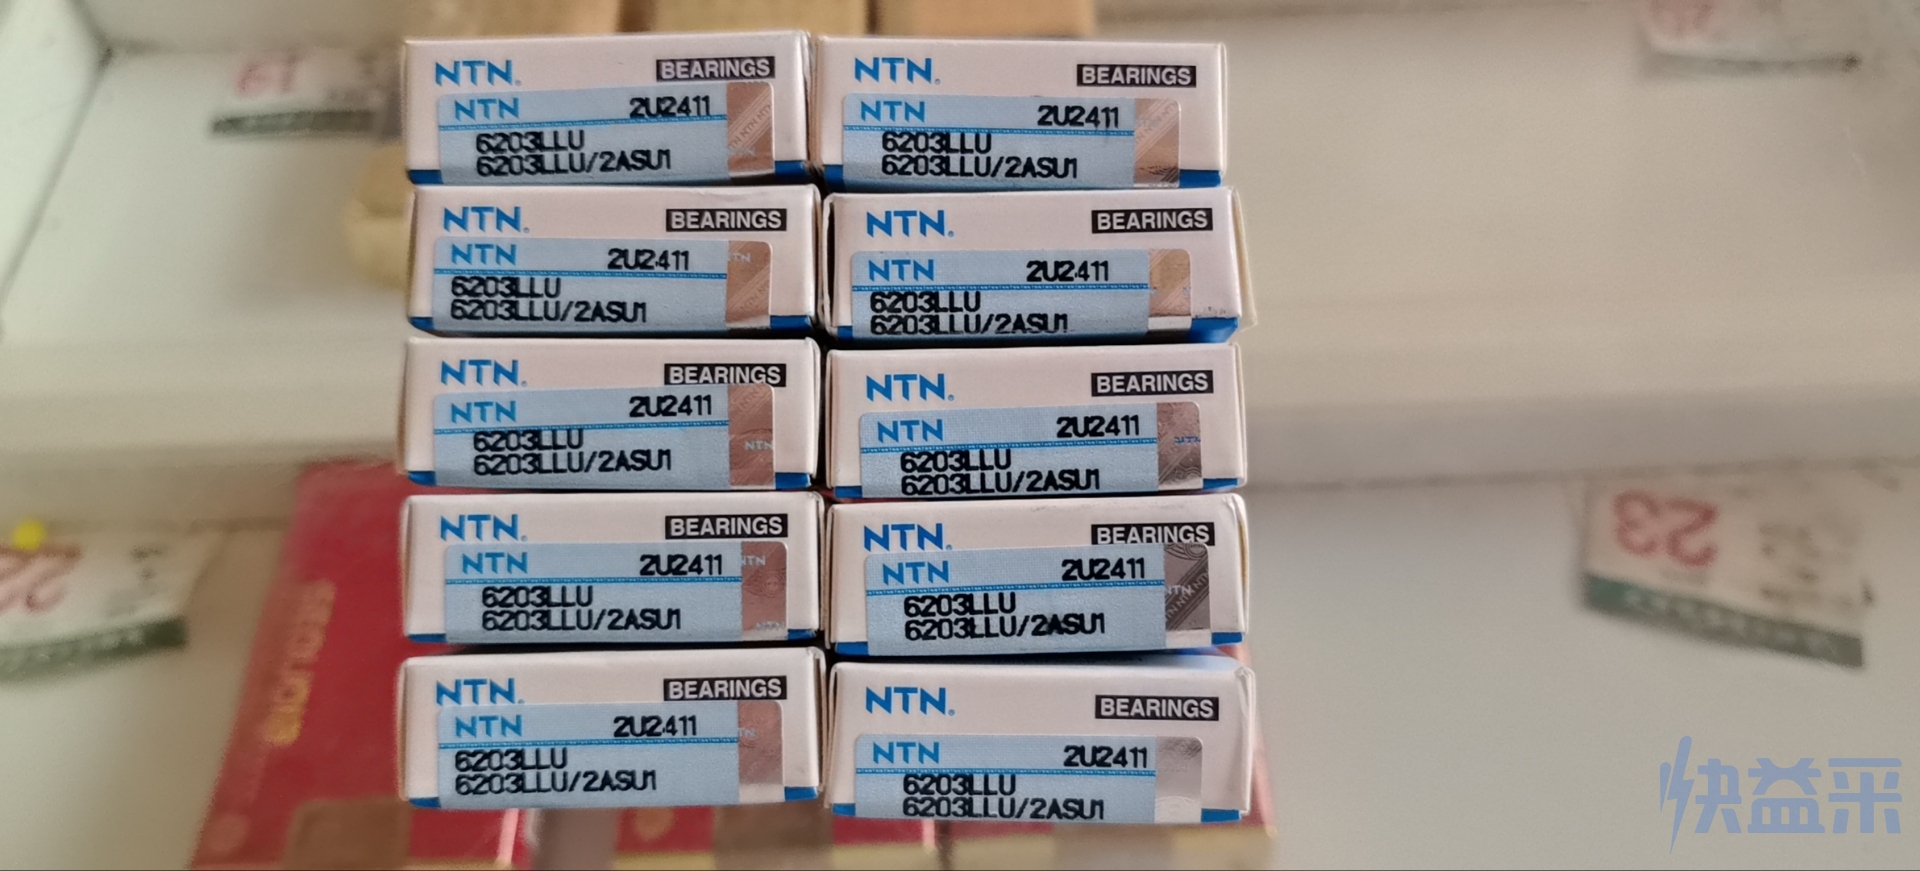 NTN. BEARINGS
NTN 2U2411
6203LLU
6203LLU/2ASU1
NTN. BEARINGS
NTN 2U2411
6203LLU
6203LLU/2ASU1
NTN. BEARINGS
NTN 2U2411
6203LLU
6203LLU/2ASU1
NTN. BEARINGS
NTN 2U2411
6203LLU
6203LLU/2ASU1
NTN. BEARINGS
NTN 2U2411
6203LLU
6203LLU/2ASU1
NTN. BEARINGS
NTN 2U2411
6203LLU
6203LLU/2ASU1
NTN. BEARINGS
NTN 2U2411
6203LLU
6203LLU/2ASU1
NTN. BEARINGS
NTN 2U2411
6203LLU
6203LLU/2ASU1
NTN. BEARINGS
NTN 2U2411
6203LLU
6203LLU/2ASU1
NTN. BEARINGS
NTN 2U2411
6203LLU
6203LLU/2ASU1
23
快益采